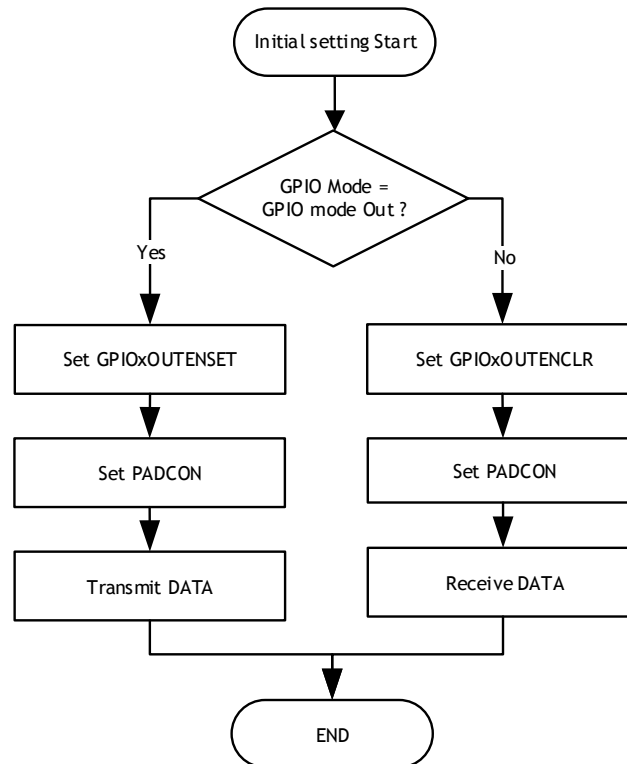 Initial setting Start
GPIO Mode =
GPIO mode Out ?
Yes
No
Set GPIOxOUTENSET
Set GPIOxOUTENCLR
Set PADCON
Set PADCON
Transmit DATA
Receive DATA
END